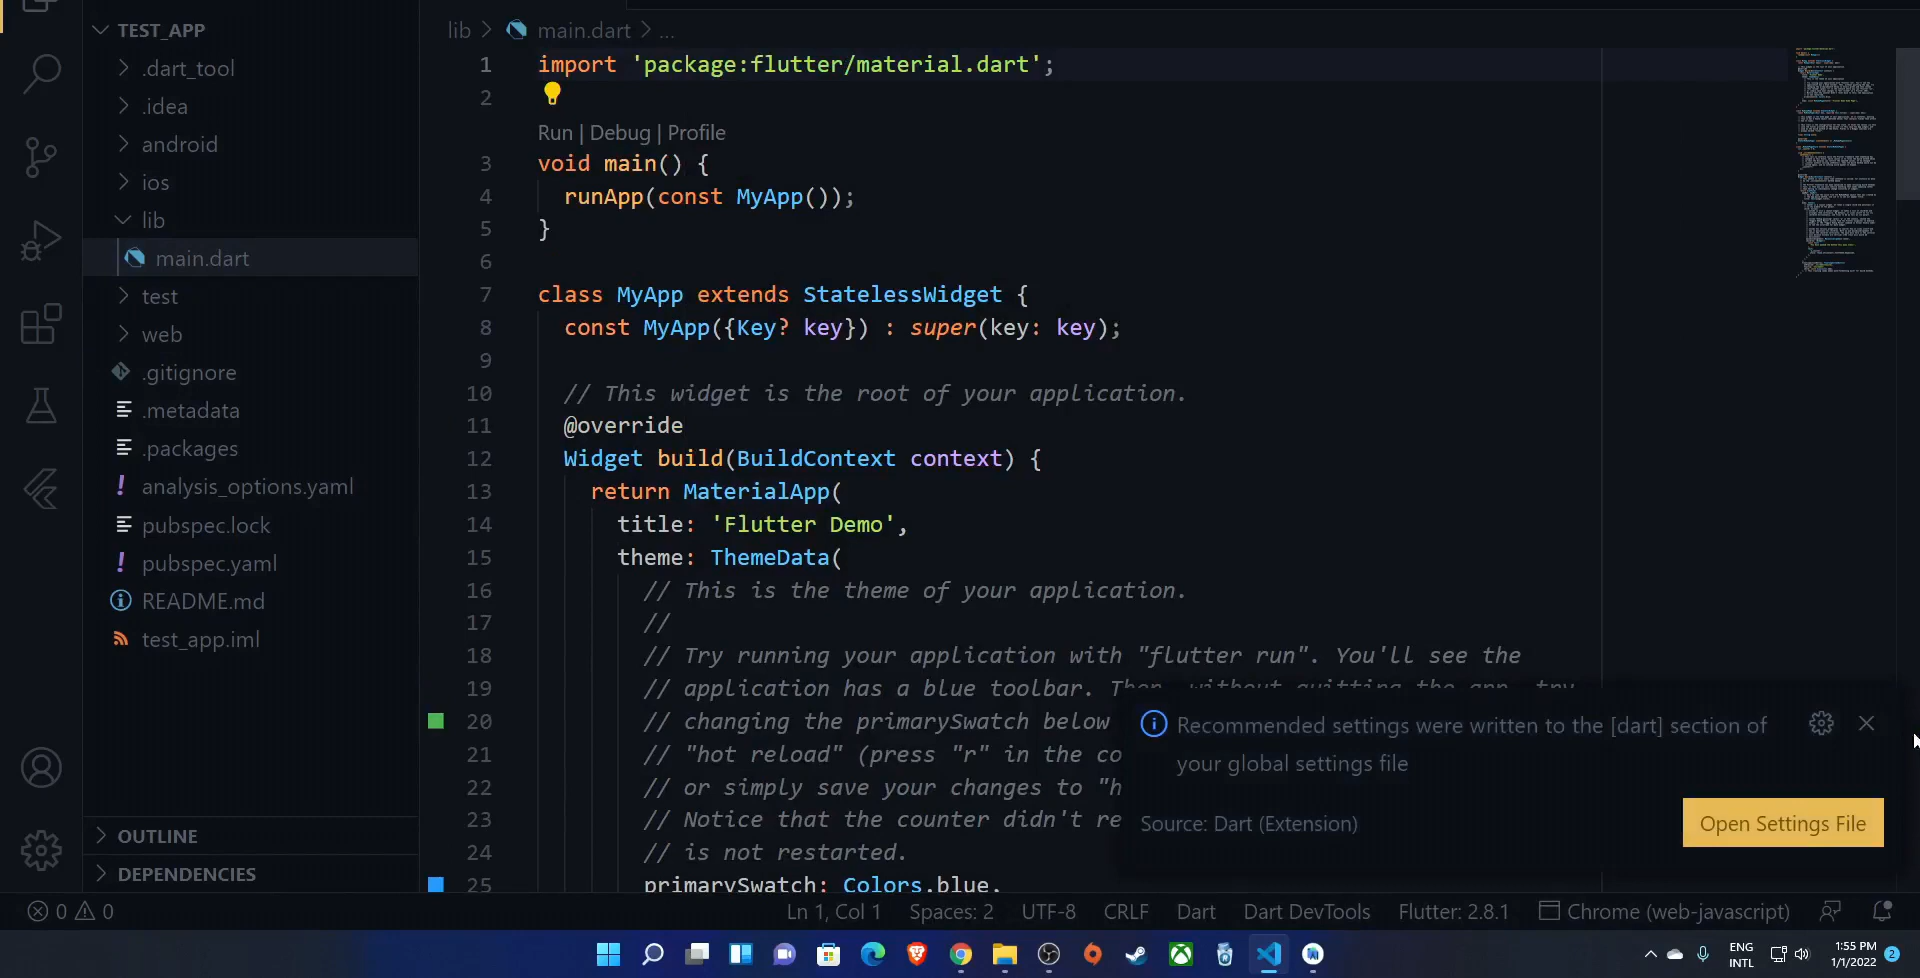 TEST_APP
.dart_tool
.idea
android
ios
lib
main.dart
test
web
.gitignore
.metadata
.packages
analysis_options.yaml
pubspec.lock
pubspec.yaml
README.md
test_app.iml
OUTLINE
DEPENDENCIES
lib > main.dart > ...
1 import 'package:flutter/material.dart';
2
Run | Debug | Profile
3 void main() {
4 runApp(const MyApp());
5 }
6
7 class MyApp extends StatelessWidget {
8 const MyApp({Key? key}) : super(key: key);
9
10 // This widget is the root of your application.
11 @override
12 Widget build(BuildContext context) {
13 return MaterialApp(
14 title: 'Flutter Demo',
15 theme: ThemeData(
16 // This is the theme of your application.
17 //
18 // Try running your application with "flutter run". You'll see the
19 // application has a blue toolbar. Then, without quitting the app, try
20 // changing the primarySwatch below
21 // "hot reload" (press "r" in the co
22 // or simply save your changes to "h
23 // Notice that the counter didn't re
24 // is not restarted.
25 primarySwatch: Colors.blue,
Recommended settings were written to the [dart] section of
your global settings file
Source: Dart (Extension)
Open Settings File
0 0
Ln 1, Col 1 Spaces: 2 UTF-8 CRLF Dart Dart DevTools Flutter: 2.8.1 Chrome (web-javascript)
ENG
INTL
1:55 PM
1/1/2022
2